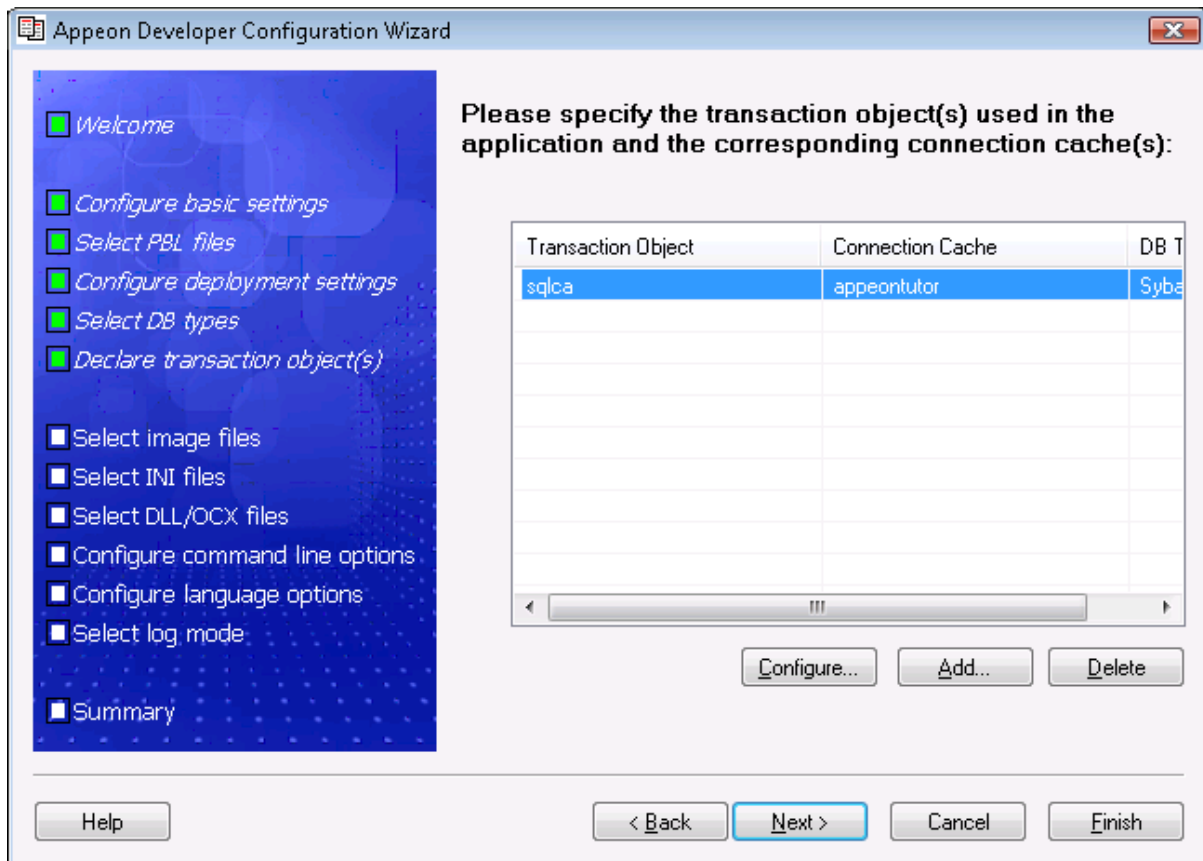 Appeon Developer Configuration Wizard
Welcome
Configure basic settings
Select PBL files
Configure deployment settings
Select DB types
Declare transaction object(s)
Select image files
Select INI files
Select DLL/OCX files
Configure command line options
Configure language options
Select log mode
Summary
Please specify the transaction object(s) used in the
application and the corresponding connection cache(s):
Transaction Object Connection Cache DB T
sqlca appeontutor Syba
Configure... Add... Delete
Help < Back Next > Cancel Finish